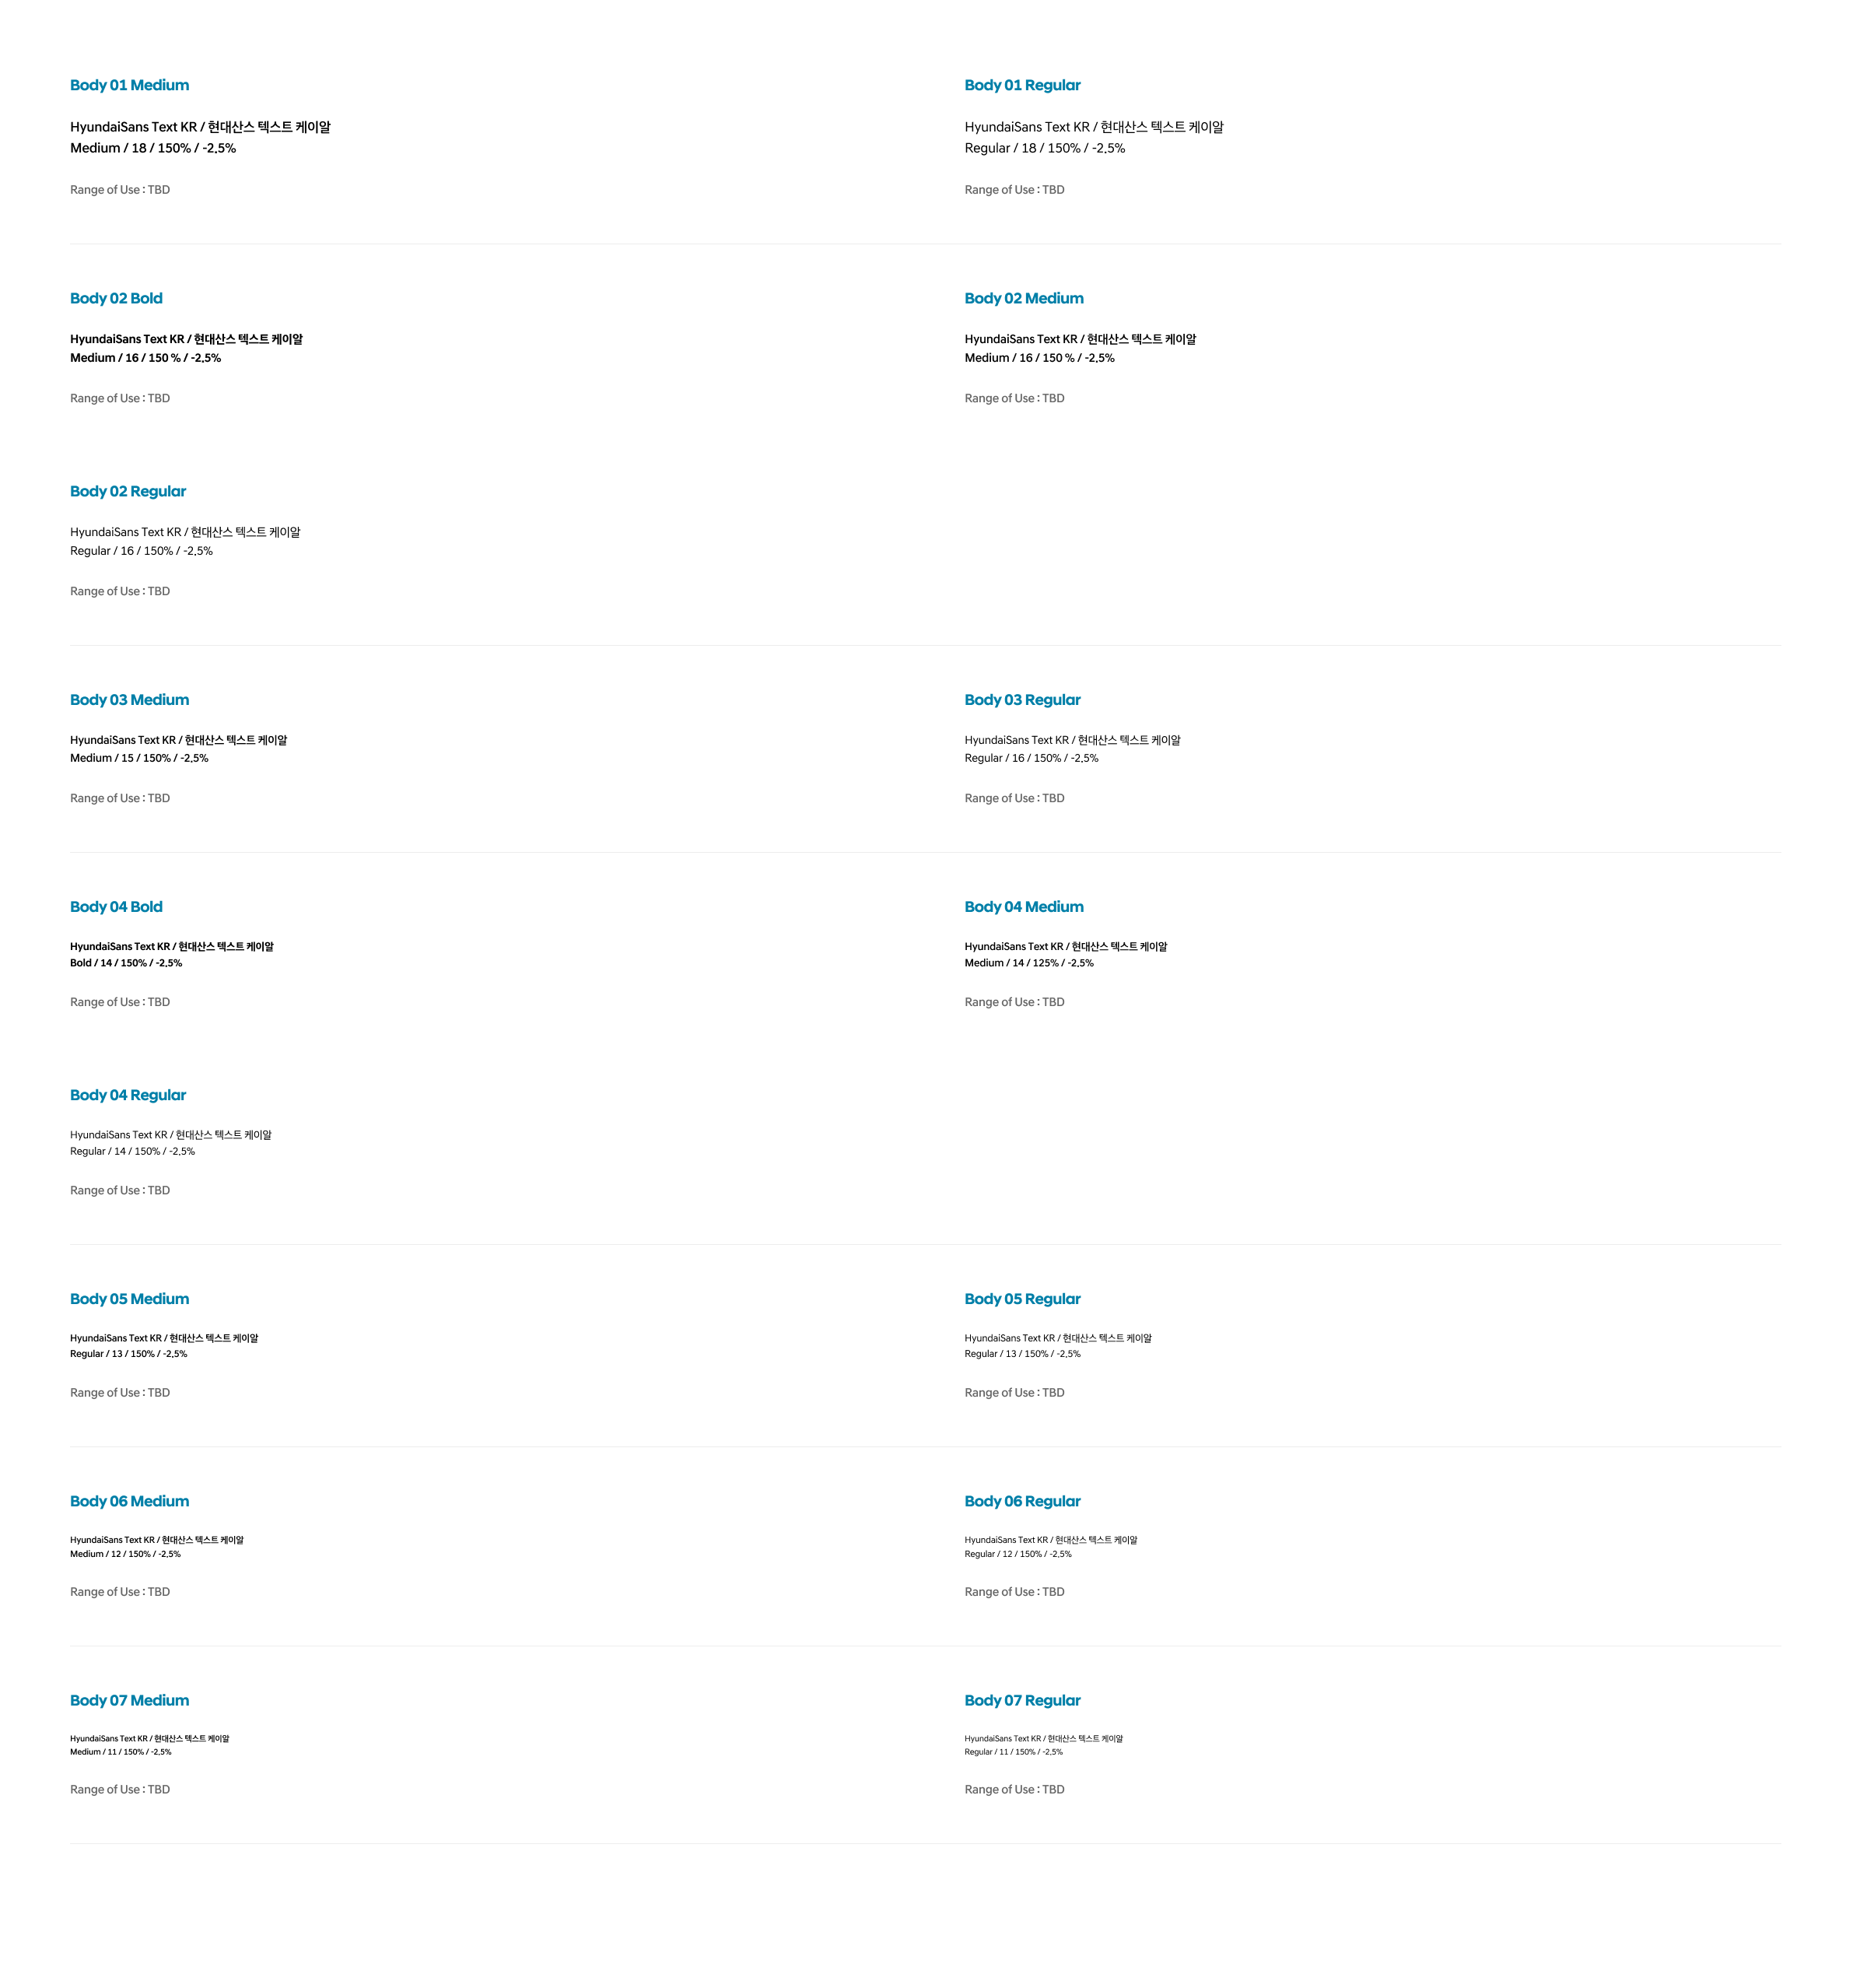 Body 01 Medium
HyundaiSans Text KR / 현대산스 텍스트 케이알
Medium / 18 / 150% / -2.5%
Range of Use : TBD
Body 01 Regular
HyundaiSans Text KR / 현대산스 텍스트 케이알
Regular / 18 / 150% / -2.5%
Range of Use : TBD
Body 02 Bold
HyundaiSans Text KR / 현대산스 텍스트 케이알
Medium / 16 / 150 % / -2.5%
Range of Use : TBD
Body 02 Medium
HyundaiSans Text KR / 현대산스 텍스트 케이알
Medium / 16 / 150 % / -2.5%
Range of Use : TBD
Body 02 Regular
HyundaiSans Text KR / 현대산스 텍스트 케이알
Regular / 16 / 150% / -2.5%
Range of Use : TBD
Body 03 Medium
HyundaiSans Text KR / 현대산스 텍스트 케이알
Medium / 15 / 150% / -2.5%
Range of Use : TBD
Body 03 Regular
HyundaiSans Text KR / 현대산스 텍스트 케이알
Regular / 16 / 150% / -2.5%
Range of Use : TBD
Body 04 Bold
HyundaiSans Text KR / 현대산스 텍스트 케이알
Bold / 14 / 150% / -2.5%
Range of Use : TBD
Body 04 Medium
HyundaiSans Text KR / 현대산스 텍스트 케이알
Medium / 14 / 125% / -2.5%
Range of Use : TBD
Body 04 Regular
HyundaiSans Text KR / 현대산스 텍스트 케이알
Regular / 14 / 150% / -2.5%
Range of Use : TBD
Body 05 Medium
HyundaiSans Text KR / 현대산스 텍스트 케이알
Regular / 13 / 150% / -2.5%
Range of Use : TBD
Body 05 Regular
HyundaiSans Text KR / 현대산스 텍스트 케이알
Regular / 13 / 150% / -2.5%
Range of Use : TBD
Body 06 Medium
HyundaiSans Text KR / 현대산스 텍스트 케이알
Medium / 12 / 150% / -2.5%
Range of Use : TBD
Body 06 Regular
HyundaiSans Text KR / 현대산스 텍스트 케이알
Regular / 12 / 150% / -2.5%
Range of Use : TBD
Body 07 Medium
HyundaiSans Text KR / 현대산스 텍스트 케이알
Medium / 11 / 150% / -2.5%
Range of Use : TBD
Body 07 Regular
HyundaiSans Text KR / 현대산스 텍스트 케이알
Regular / 11 / 150% / -2.5%
Range of Use : TBD